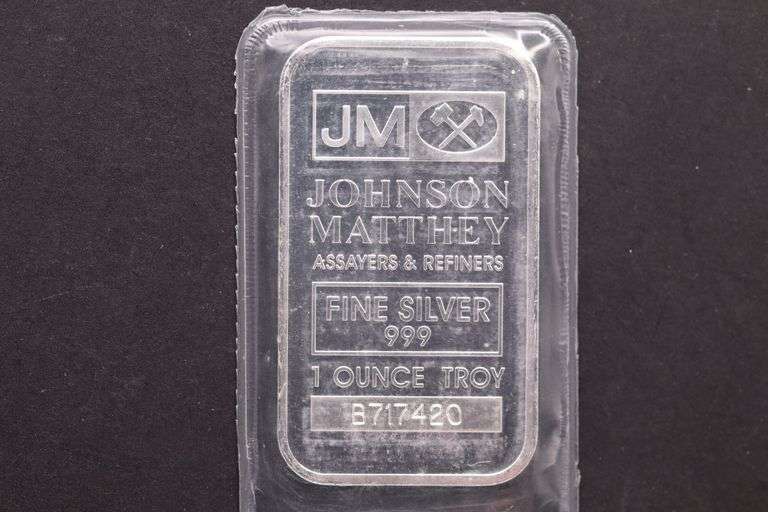 JM
JOHNSON
MATTHEY
ASSAYERS & REFINERS
FINE SILVER
999
1 OUNCE TROY
B717420